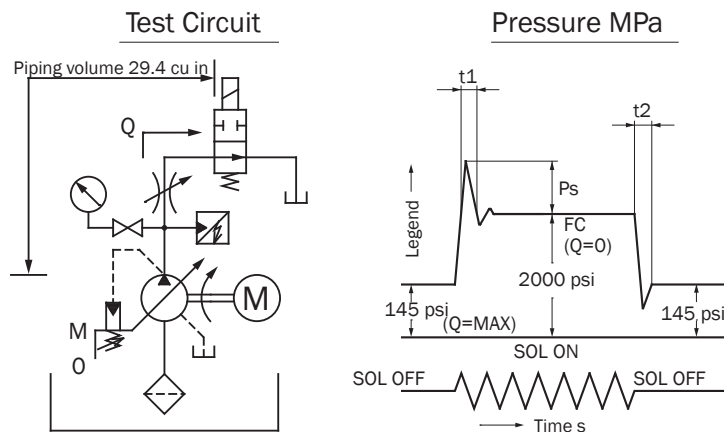 Test Circuit
Piping volume 29.4 cu in
Q
M
M
O
Pressure MPa
t1
t2
Legend
Ps
FC
(Q=0)
2000 psi
145 psi
(Q=MAX)
145 psi
SOL ON
SOL OFF
SOL OFF
Time s